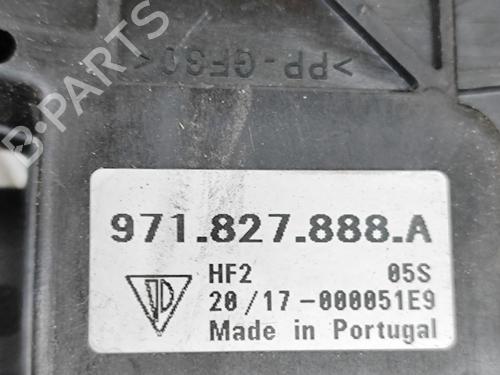 >PP-GF30<
B-PARTS
971.827.888.A
HF2 05S
20/17-000051E9
Made in Portugal